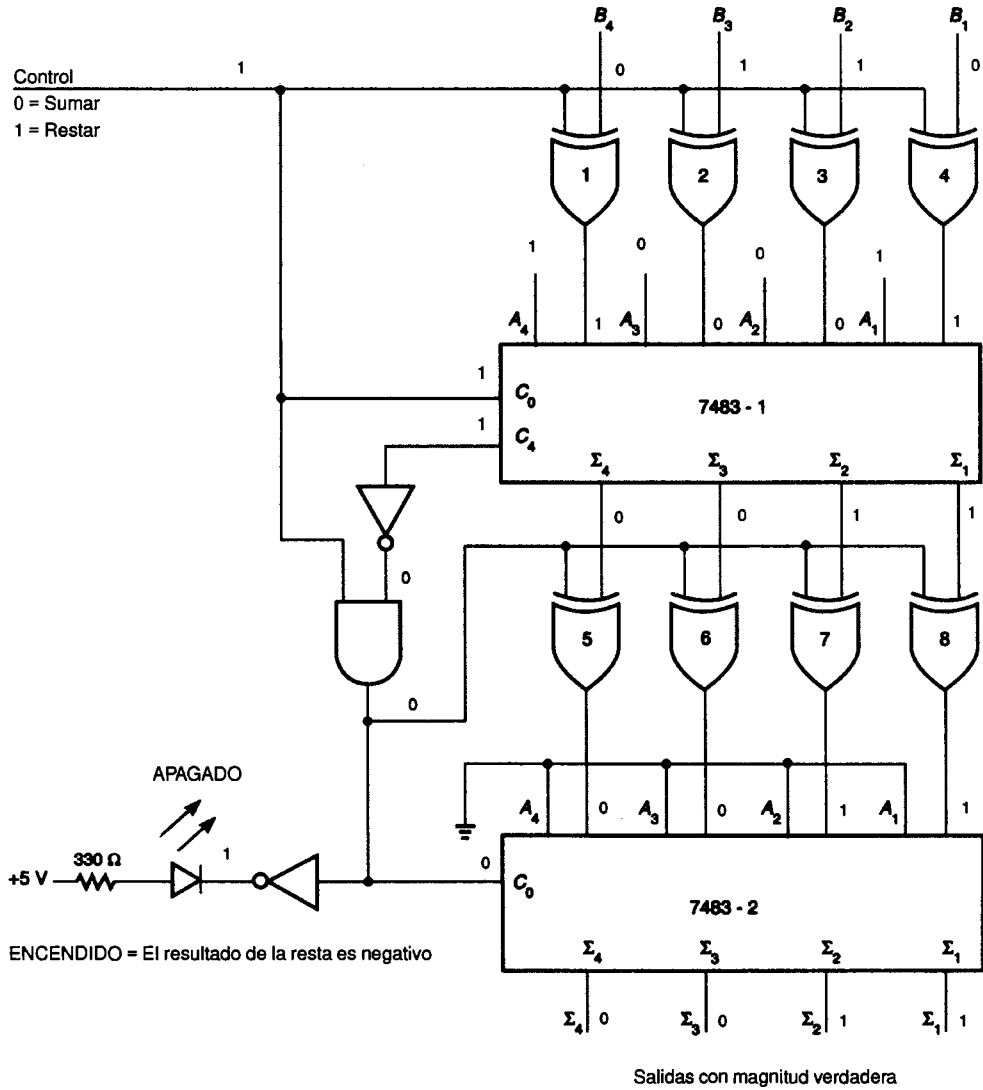 B4 B3 B2 B1
1 0 1 1 0
Control
0 = Sumar
1 = Restar
1 2 3 4
1 0 0 1
A4 1 A3 0 A2 0 A1 1
1 C0
7483 - 1
1 C4
Σ4 Σ3 Σ2 Σ1
0 0 1 1
0
5 6 7 8
0
APAGADO
A4 0 A3 0 A2 1 A1 1
330 Ω
+5 V
1
0 C0
7483 - 2
ENCENDIDO = El resultado de la resta es negativo
Σ4 Σ3 Σ2 Σ1
Σ4 0 Σ3 0 Σ2 1 Σ1 1
Salidas con magnitud verdadera